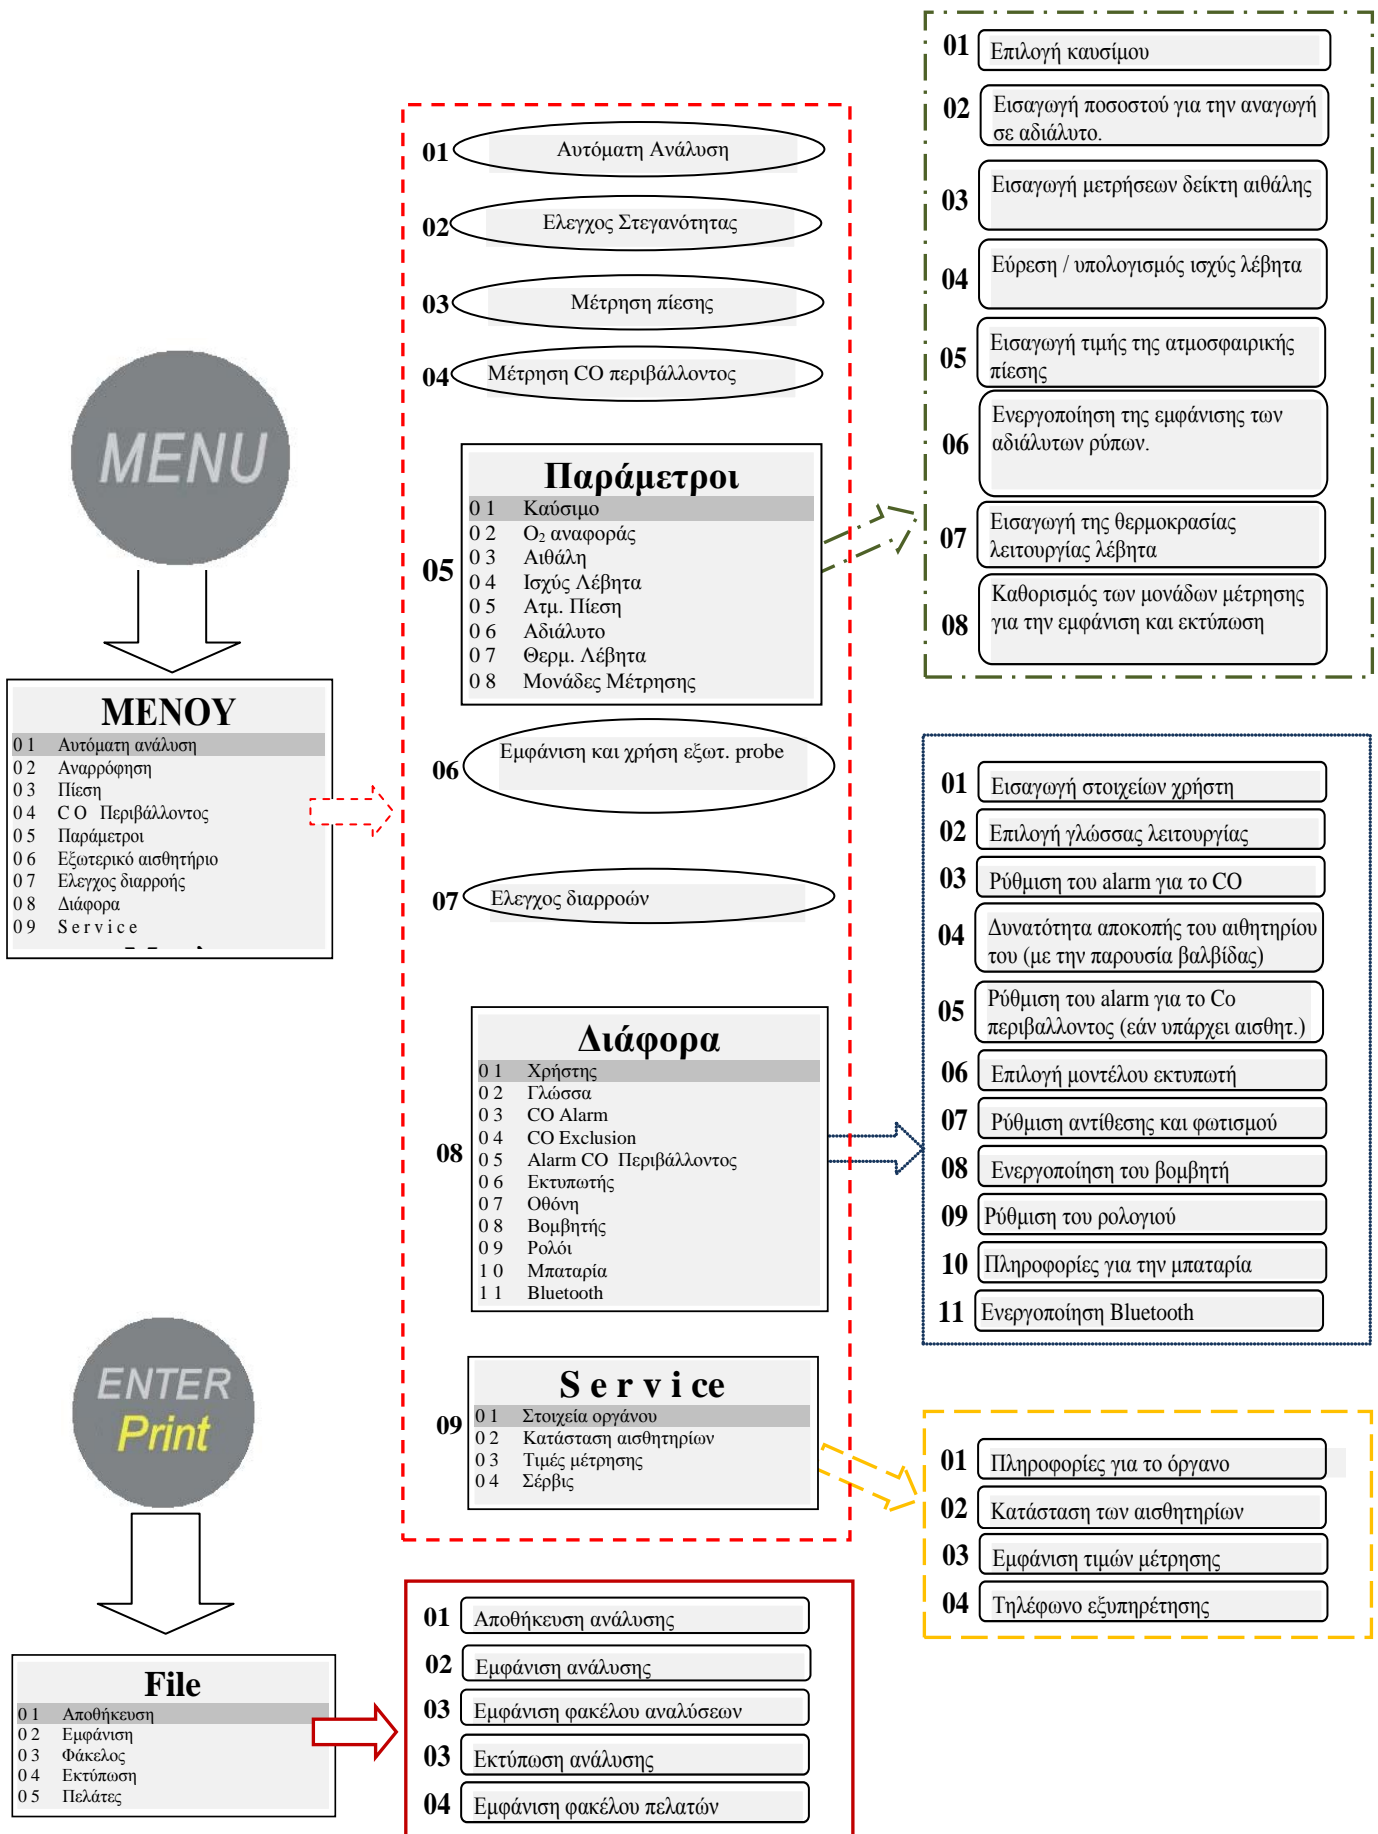 MENU
ΜΕΝΟΥ
0 1 Αυτόματη ανάλυση
0 2 Αναρρόφηση
0 3 Πίεση
0 4 C O Περιβάλλοντος
0 5 Παράμετροι
0 6 Εξωτερικό αισθητήριο
0 7 Ελεγχος διαρροής
0 8 Διάφορα
0 9 S e r v i c e
ENTER
Print
File
0 1 Αποθήκευση
0 2 Εμφάνιση
0 3 Φάκελος
0 4 Εκτύπωση
0 5 Πελάτες
01 Αυτόματη Ανάλυση
02 Ελεγχος Στεγανότητας
03 Μέτρηση πίεσης
04 Μέτρηση CO περιβάλλοντος
05
Παράμετροι
0 1 Καύσιμο
0 2 O₂ αναφοράς
0 3 Αιθάλη
0 4 Ισχύς Λέβητα
0 5 Ατμ. Πίεση
0 6 Αδιάλυτο
0 7 Θερμ. Λέβητα
0 8 Μονάδες Μέτρησης
06 Εμφάνιση και χρήση εξωτ. probe
07 Ελεγχος διαρροών
08
Διάφορα
0 1 Χρήστης
0 2 Γλώσσα
0 3 CO Alarm
0 4 CO Exclusion
0 5 Alarm CO Περιβάλλοντος
0 6 Εκτυπωτής
0 7 Οθόνη
0 8 Βομβητής
0 9 Ρολόι
1 0 Μπαταρία
1 1 Bluetooth
09
S e r v i ce
0 1 Στοιχεία οργάνου
0 2 Κατάσταση αισθητηρίων
0 3 Τιμές μέτρησης
0 4 Σέρβις
01 Αποθήκευση ανάλυσης
02 Εμφάνιση ανάλυσης
03 Εμφάνιση φακέλου αναλύσεων
03 Εκτύπωση ανάλυσης
04 Εμφάνιση φακέλου πελατών
01 Επιλογή καυσίμου
02 Εισαγωγή ποσοστού για την αναγωγή
σε αδιάλυτο.
03 Εισαγωγή μετρήσεων δείκτη αιθάλης
04 Εύρεση / υπολογισμός ισχύς λέβητα
05 Εισαγωγή τιμής της ατμοσφαιρικής
πίεσης
06 Ενεργοποίηση της εμφάνισης των
αδιάλυτων ρύπων.
07 Εισαγωγή της θερμοκρασίας
λειτουργίας λέβητα
08 Καθορισμός των μονάδων μέτρησης
για την εμφάνιση και εκτύπωση
01 Εισαγωγή στοιχείων χρήστη
02 Επιλογή γλώσσας λειτουργίας
03 Ρύθμιση του alarm για το CO
04 Δυνατότητα αποκοπής του αιθητηρίου
του (με την παρουσία βαλβίδας)
05 Ρύθμιση του alarm για το Co
περιβαλλοντος (εάν υπάρχει αισθητ.)
06 Επιλογή μοντέλου εκτυπωτή
07 Ρύθμιση αντίθεσης και φωτισμού
08 Ενεργοποίηση του βομβητή
09 Ρύθμιση του ρολογιού
10 Πληροφορίες για την μπαταρία
11 Ενεργοποίηση Bluetooth
01 Πληροφορίες για το όργανο
02 Κατάσταση των αισθητηρίων
03 Εμφάνιση τιμών μέτρησης
04 Τηλέφωνο εξυπηρέτησης